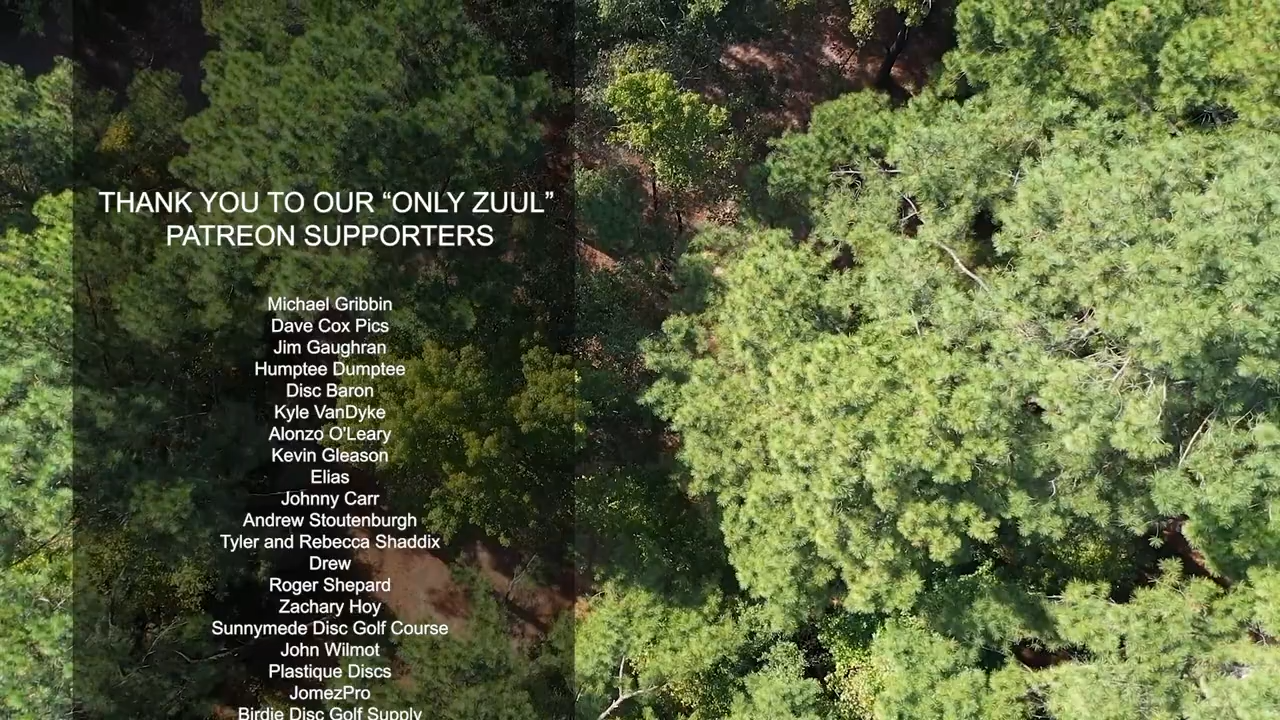 THANK YOU TO OUR “ONLY ZUUL”
PATREON SUPPORTERS
Michael Gribbin
Dave Cox Pics
Jim Gaughran
Humptee Dumptee
Disc Baron
Kyle VanDyke
Alonzo O'Leary
Kevin Gleason
Elias
Johnny Carr
Andrew Stoutenburgh
Tyler and Rebecca Shaddix
Drew
Roger Shepard
Zachary Hoy
Sunnymede Disc Golf Course
John Wilmot
Plastique Discs
JomezPro
Birdie Disc Golf Supply